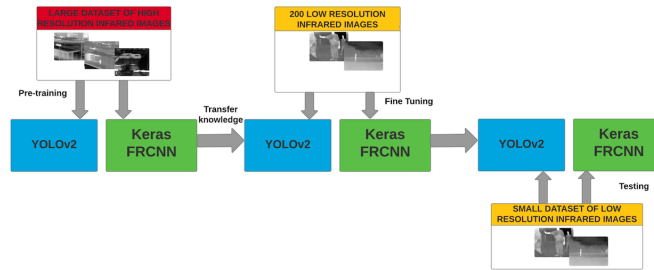 LARGE DATASET OF HIGH
RESOLUTION INFARED IMAGES
Pre-training
YOLOv2
Keras
FRCNN
Transfer
knowledge
200 LOW RESOLUTION
INFRARED IMAGES
Fine Tuning
YOLOv2
Keras
FRCNN
YOLOv2
Keras
FRCNN
Testing
SMALL DATASET OF LOW
RESOLUTION INFRARED IMAGES